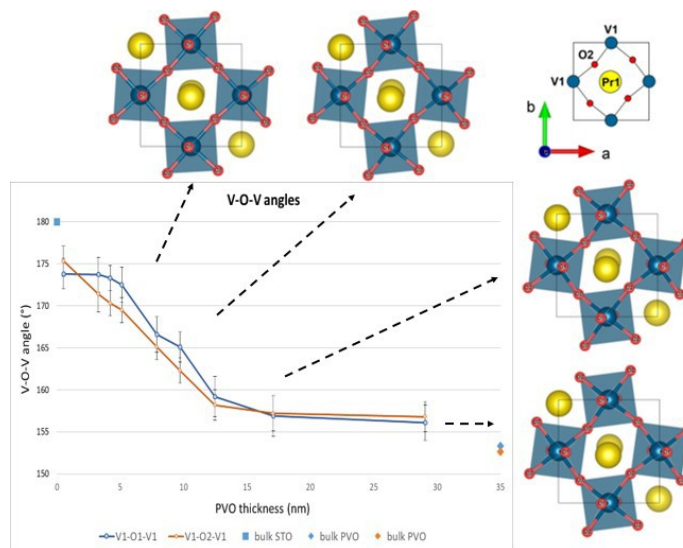 V1
O2
V1
Pr1
b
a
V-O-V angles
180
175
170
165
160
155
150
V-O-V angle (°)
0
5
10
15
20
25
30
35
PVO thickness (nm)
V1-O1-V1
V1-O2-V1
bulk STO
bulk PVO
bulk PVO